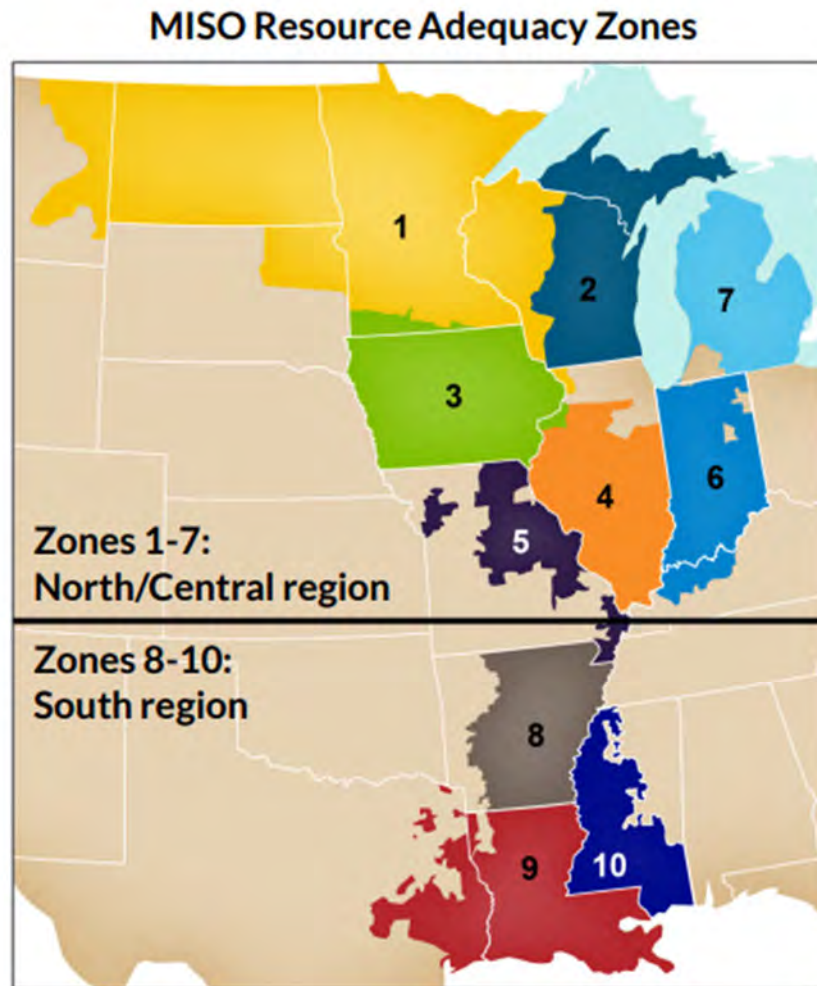 MISO Resource Adequacy Zones
1
2
7
3
4
6
5
Zones 1-7:
North/Central region
Zones 8-10:
South region
8
9
10